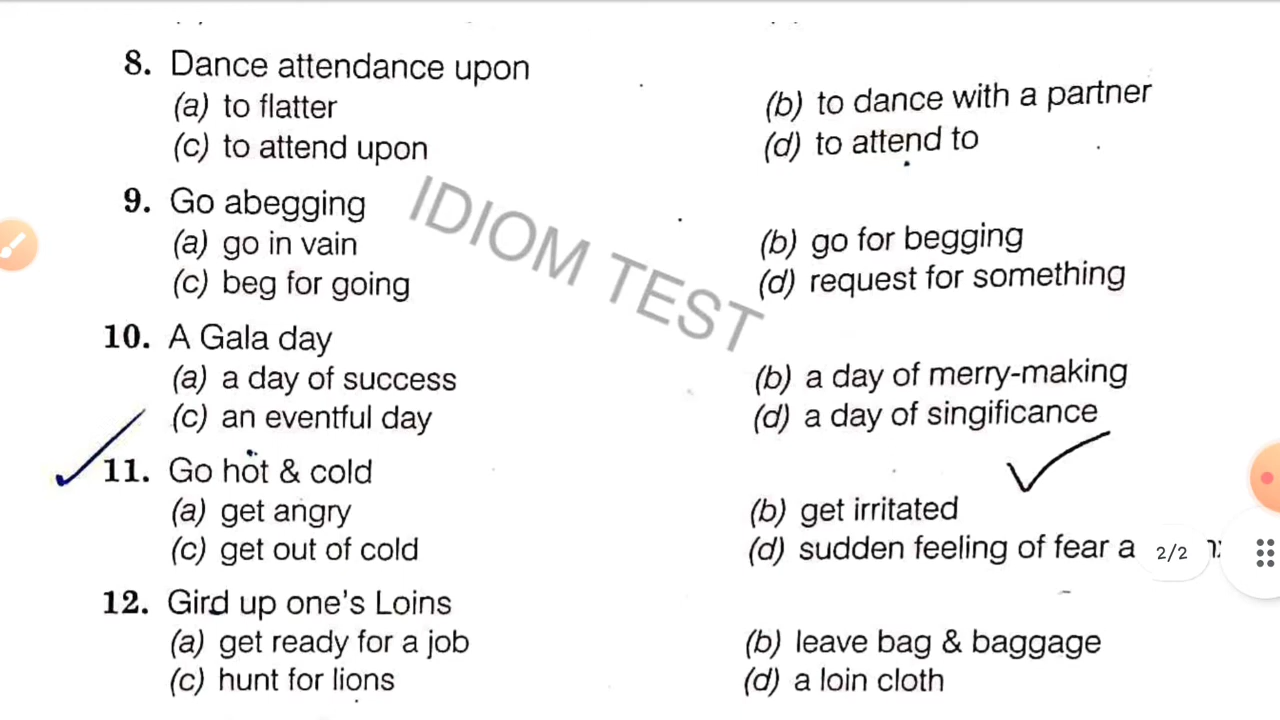 8. Dance attendance upon
(a) to flatter (b) to dance with a partner
(c) to attend upon (d) to attend to
9. Go abegging
(a) go in vain (b) go for begging
(c) beg for going (d) request for something
10. A Gala day
(a) a day of success (b) a day of merry-making
(c) an eventful day (d) a day of singificance
11. Go hot & cold
(a) get angry (b) get irritated
(c) get out of cold (d) sudden feeling of fear a
2/2
12. Gird up one's Loins
(a) get ready for a job (b) leave bag & baggage
(c) hunt for lions (d) a loin cloth
IDIOM TEST